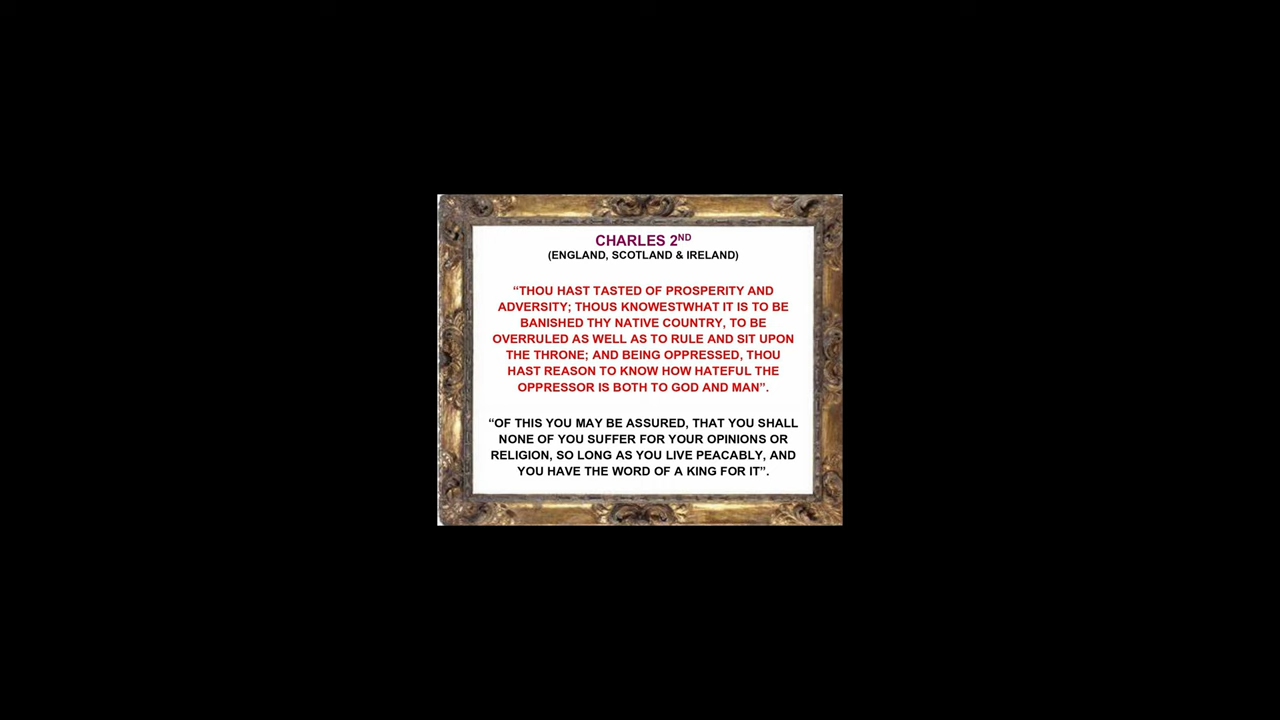 CHARLES 2ND
(ENGLAND, SCOTLAND & IRELAND)
“THOU HAST TASTED OF PROSPERITY AND
ADVERSITY; THOUS KNOWESTWHAT IT IS TO BE
BANISHED THY NATIVE COUNTRY, TO BE
OVERRULED AS WELL AS TO RULE AND SIT UPON
THE THRONE; AND BEING OPPRESSED, THOU
HAST REASON TO KNOW HOW HATEFUL THE
OPPRESSOR IS BOTH TO GOD AND MAN”.
“OF THIS YOU MAY BE ASSURED, THAT YOU SHALL
NONE OF YOU SUFFER FOR YOUR OPINIONS OR
RELIGION, SO LONG AS YOU LIVE PEACABLY, AND
YOU HAVE THE WORD OF A KING FOR IT”.